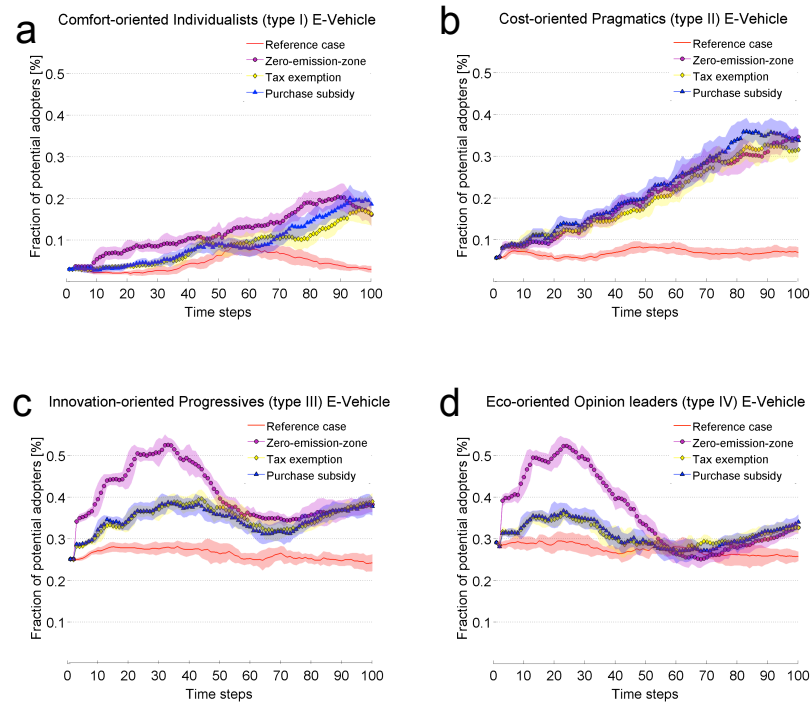 a
Comfort-oriented Individualists (type I) E-Vehicle
Reference case
Zero-emission-zone
Tax exemption
Purchase subsidy
Fraction of potential adopters [%]
0.5
0.4
0.3
0.2
0.1
0 10 20 30 40 50 60 70 80 90 100
Time steps
b
Cost-oriented Pragmatics (type II) E-Vehicle
Reference case
Zero-emission-zone
Tax exemption
Purchase subsidy
Fraction of potential adopters [%]
0.5
0.4
0.3
0.2
0.1
0 10 20 30 40 50 60 70 80 90 100
Time steps
c
Innovation-oriented Progressives (type III) E-Vehicle
Reference case
Zero-emission-zone
Tax exemption
Purchase subsidy
Fraction of potential adopters [%]
0.5
0.4
0.3
0.2
0.1
0 10 20 30 40 50 60 70 80 90 100
Time steps
d
Eco-oriented Opinion leaders (type IV) E-Vehicle
Reference case
Zero-emission-zone
Tax exemption
Purchase subsidy
Fraction of potential adopters [%]
0.5
0.4
0.3
0.2
0.1
0 10 20 30 40 50 60 70 80 90 100
Time steps